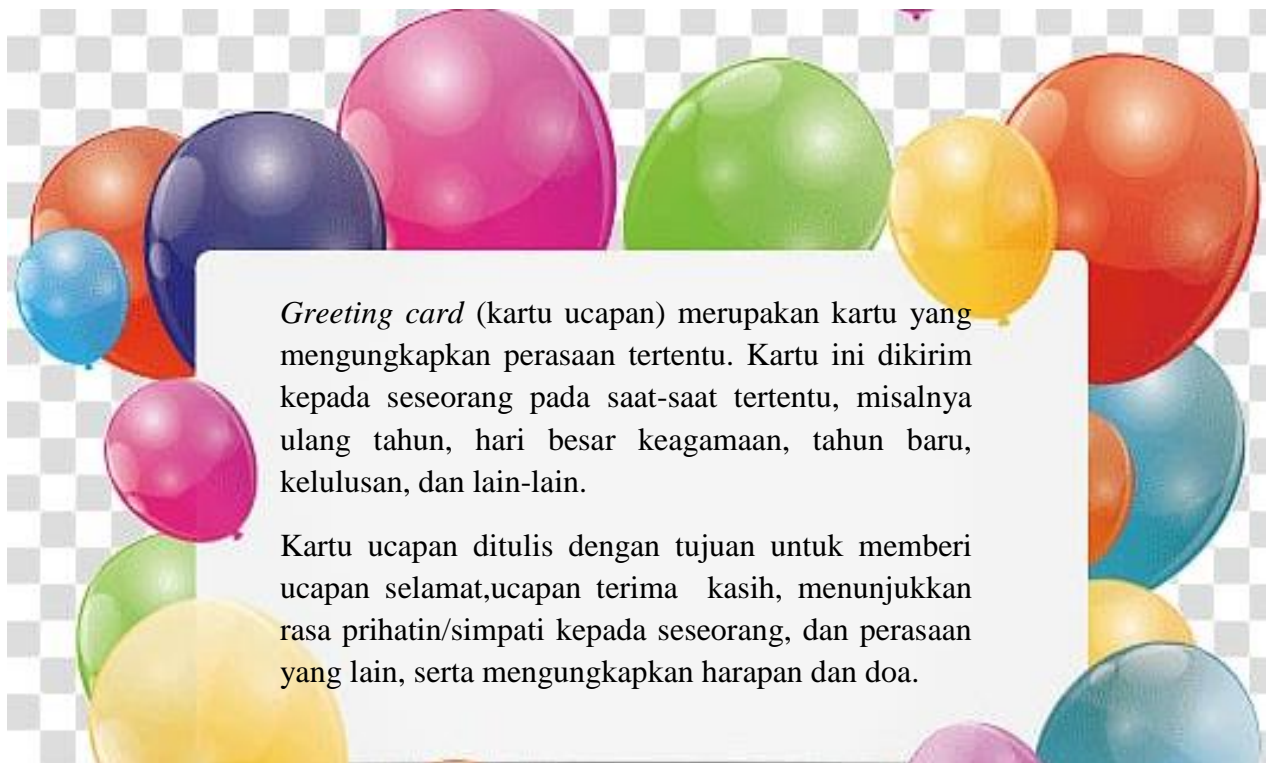 Greeting card (kartu ucapan) merupakan kartu yang
mengungkapkan perasaan tertentu. Kartu ini dikirim
kepada seseorang pada saat-saat tertentu, misalnya
ulang tahun, hari besar keagamaan, tahun baru,
kelulusan, dan lain-lain.
Kartu ucapan ditulis dengan tujuan untuk memberi
ucapan selamat,ucapan terima kasih, menunjukkan
rasa prihatin/simpati kepada seseorang, dan perasaan
yang lain, serta mengungkapkan harapan dan doa.